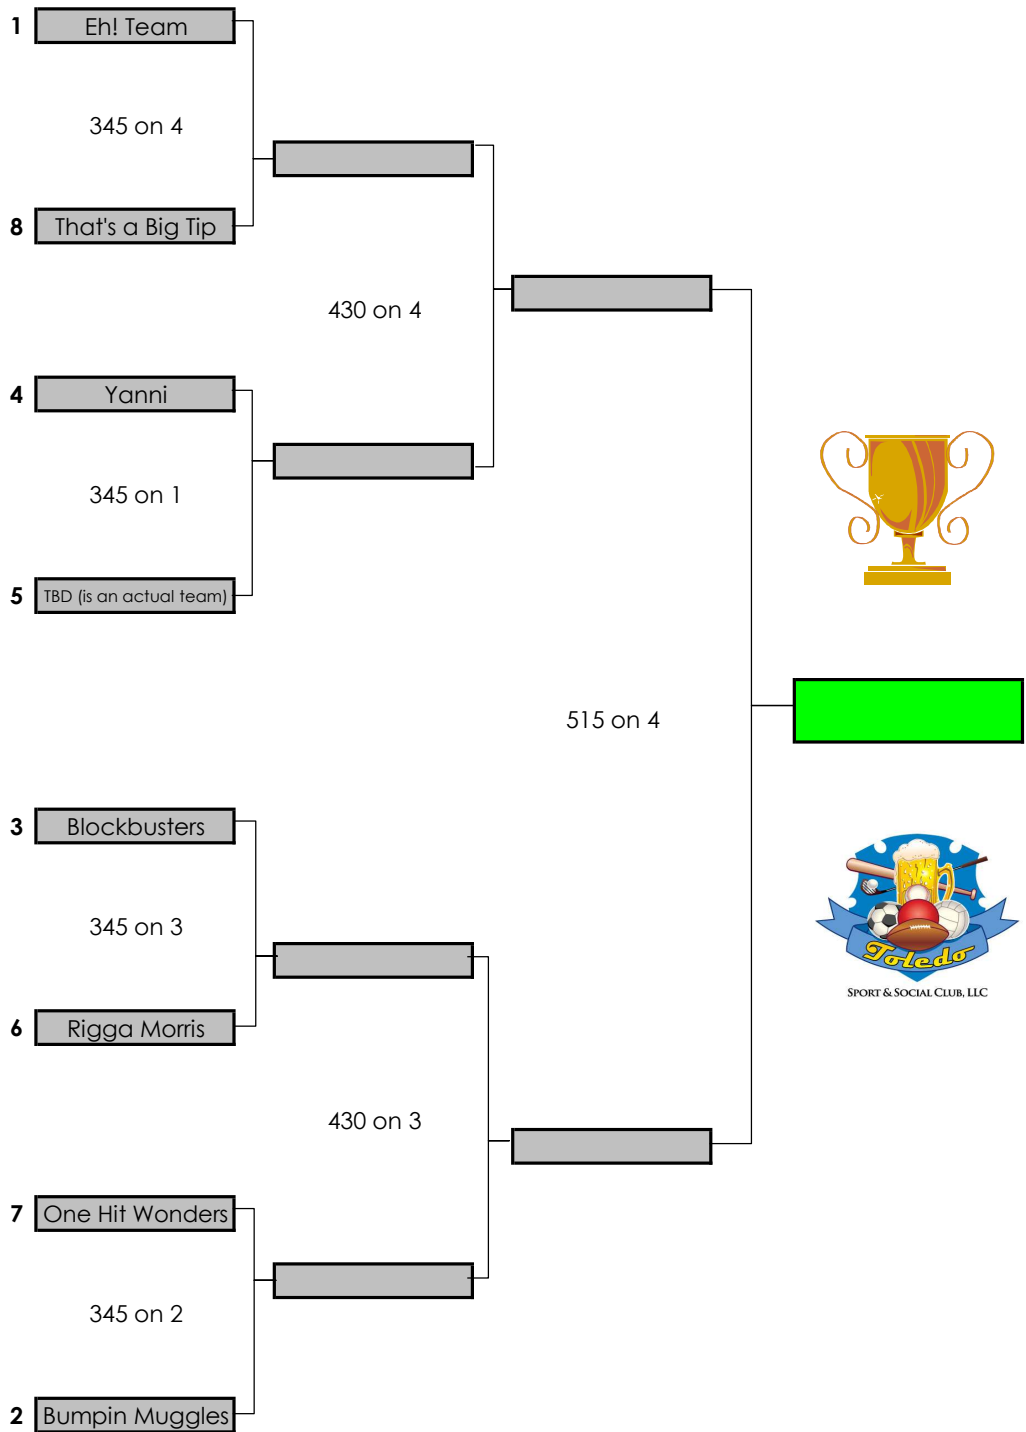 1 Eh! Team
345 on 4
8 That's a Big Tip
430 on 4
4 Yanni
345 on 1
5 TBD (is an actual team)
515 on 4
3 Blockbusters
345 on 3
6 Rigga Morris
430 on 3
7 One Hit Wonders
345 on 2
2 Bumpin Muggles
Toledo
SPORT & SOCIAL CLUB, LLC